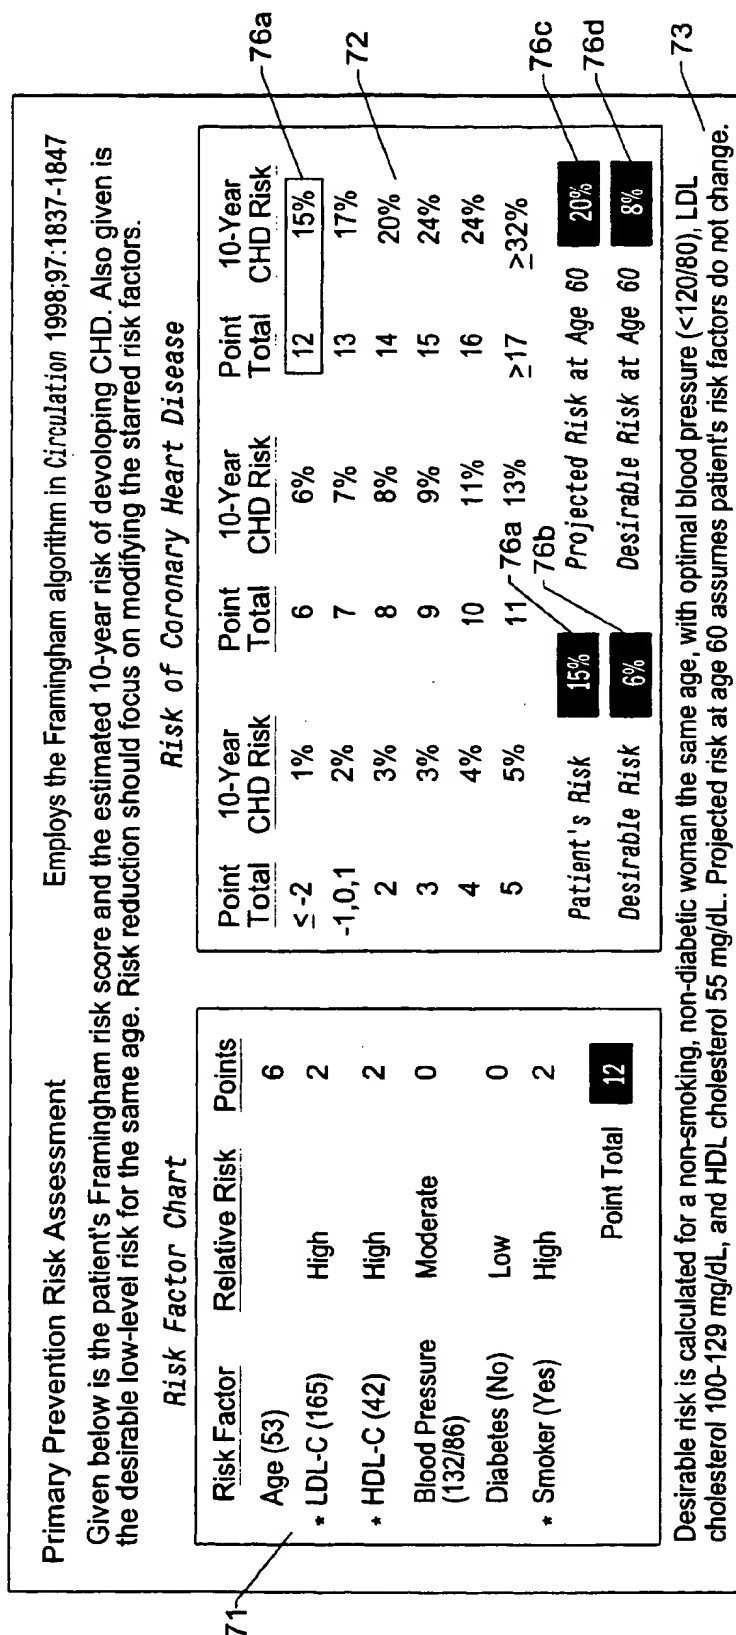 Primary Prevention Risk Assessment Employs the Framingham algorithm in Circulation 1998;97:1837-1847
Given below is the patient's Framingham risk score and the estimated 10-year risk of devoloping CHD. Also given is
the desirable low-level risk for the same age. Risk reduction should focus on modifying the starred risk factors.
Risk Factor Chart
Risk Factor Relative Risk Points
Age (53) 6
* LDL-C (165) High 2
* HDL-C (42) High 2
Blood Pressure Moderate 0
(132/86)
Diabetes (No) Low 0
* Smoker (Yes) High 2
Point Total 12
71
Risk of Coronary Heart Disease
Point 10-Year Point 10-Year Point 10-Year
Total CHD Risk Total CHD Risk Total CHD Risk
≤ -2 1% 6 6% 12 15%
-1,0,1 2% 7 7% 13 17%
2 3% 8 8% 14 20%
3 3% 9 9% 15 24%
4 4% 10 11% 16 24%
5 5% 11 13% ≥17 ≥32%
Patient's Risk 15% Projected Risk at Age 60 20%
Desirable Risk 6% Desirable Risk at Age 60 8%
76a
72
76a
76b
76c
76d
73
Desirable risk is calculated for a non-smoking, non-diabetic woman the same age, with optimal blood pressure (<120/80), LDL
cholesterol 100-129 mg/dL, and HDL cholesterol 55 mg/dL. Projected risk at age 60 assumes patient's risk factors do not change.